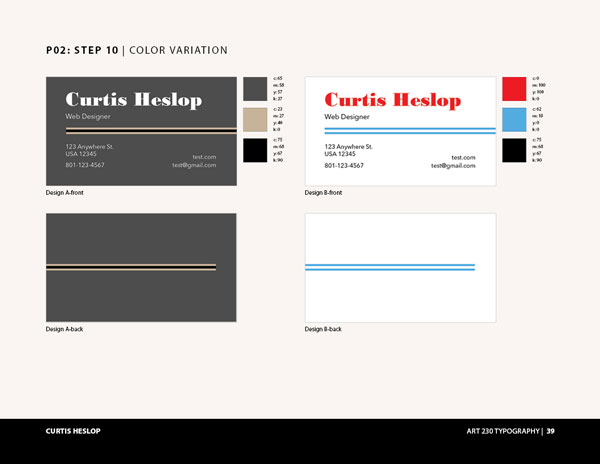 P02: STEP 10 | COLOR VARIATION
Curtis Heslop
Web Designer
123 Anywhere St.
USA 12345
801-123-4567
test.com
test@gmail.com
c:65
m:58
y:57
k:37
c:23
m:27
y:40
k:0
c:75
m:68
y:67
k:90
Design A-front
Curtis Heslop
Web Designer
123 Anywhere St.
USA 12345
801-123-4567
test.com
test@gmail.com
c:0
m:100
y:100
k:0
c:62
m:18
y:0
k:0
c:75
m:68
y:67
k:90
Design B-front
Design A-back
Design B-back
CURTIS HESLOP
ART 230 TYPOGRAPHY | 39